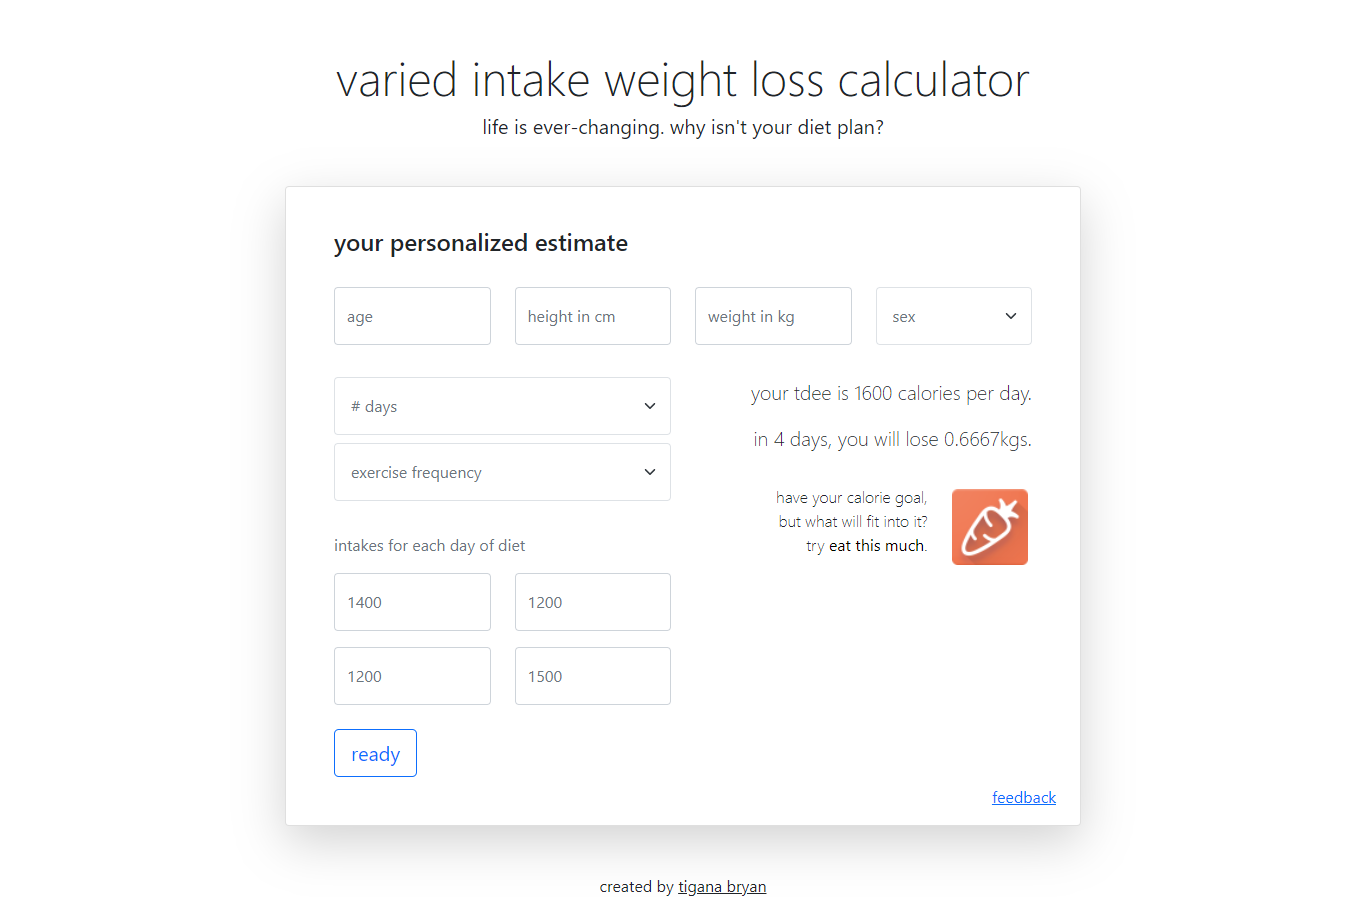 varied intake weight loss calculator
life is ever-changing. why isn't your diet plan?
your personalized estimate
age
height in cm
weight in kg
sex
# days
exercise frequency
your tdee is 1600 calories per day.
in 4 days, you will lose 0.6667kgs.
have your calorie goal,
but what will fit into it?
try eat this much.
intakes for each day of diet
1400
1200
1200
1500
ready
feedback
created by tigana bryan